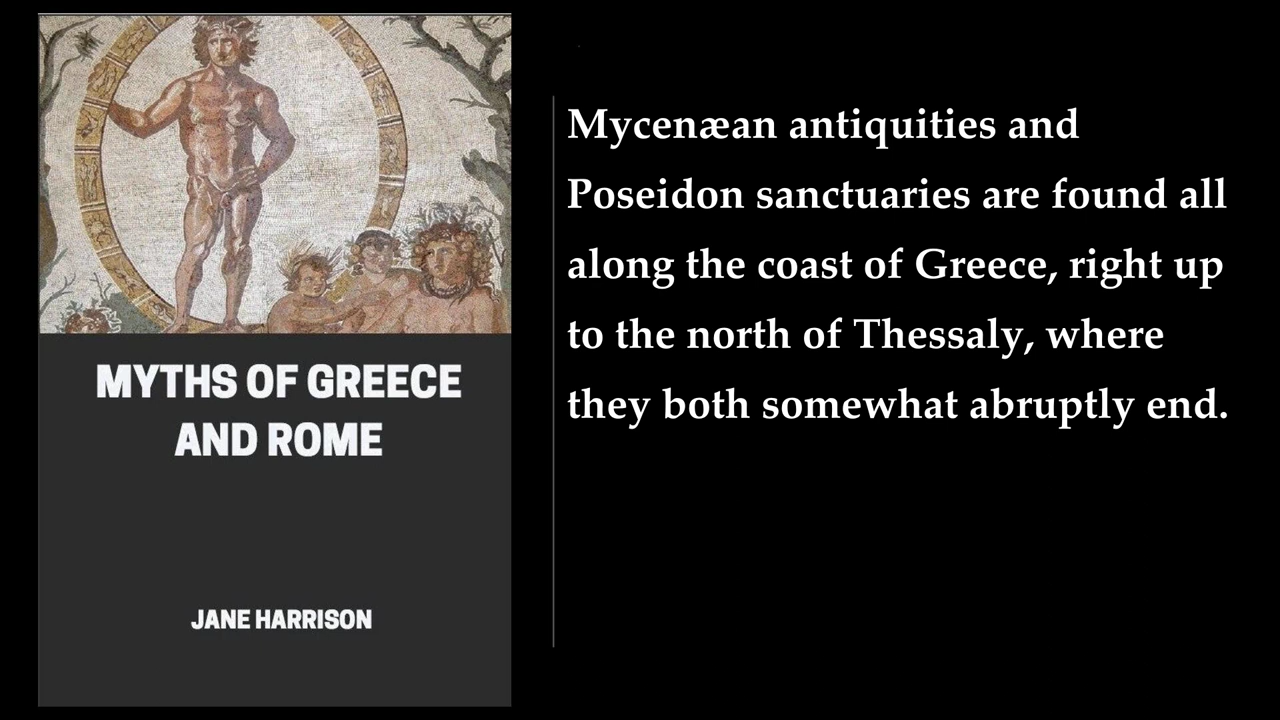 MYTHS OF GREECE
AND ROME
JANE HARRISON
Mycenæan antiquities and
Poseidon sanctuaries are found all
along the coast of Greece, right up
to the north of Thessaly, where
they both somewhat abruptly end.